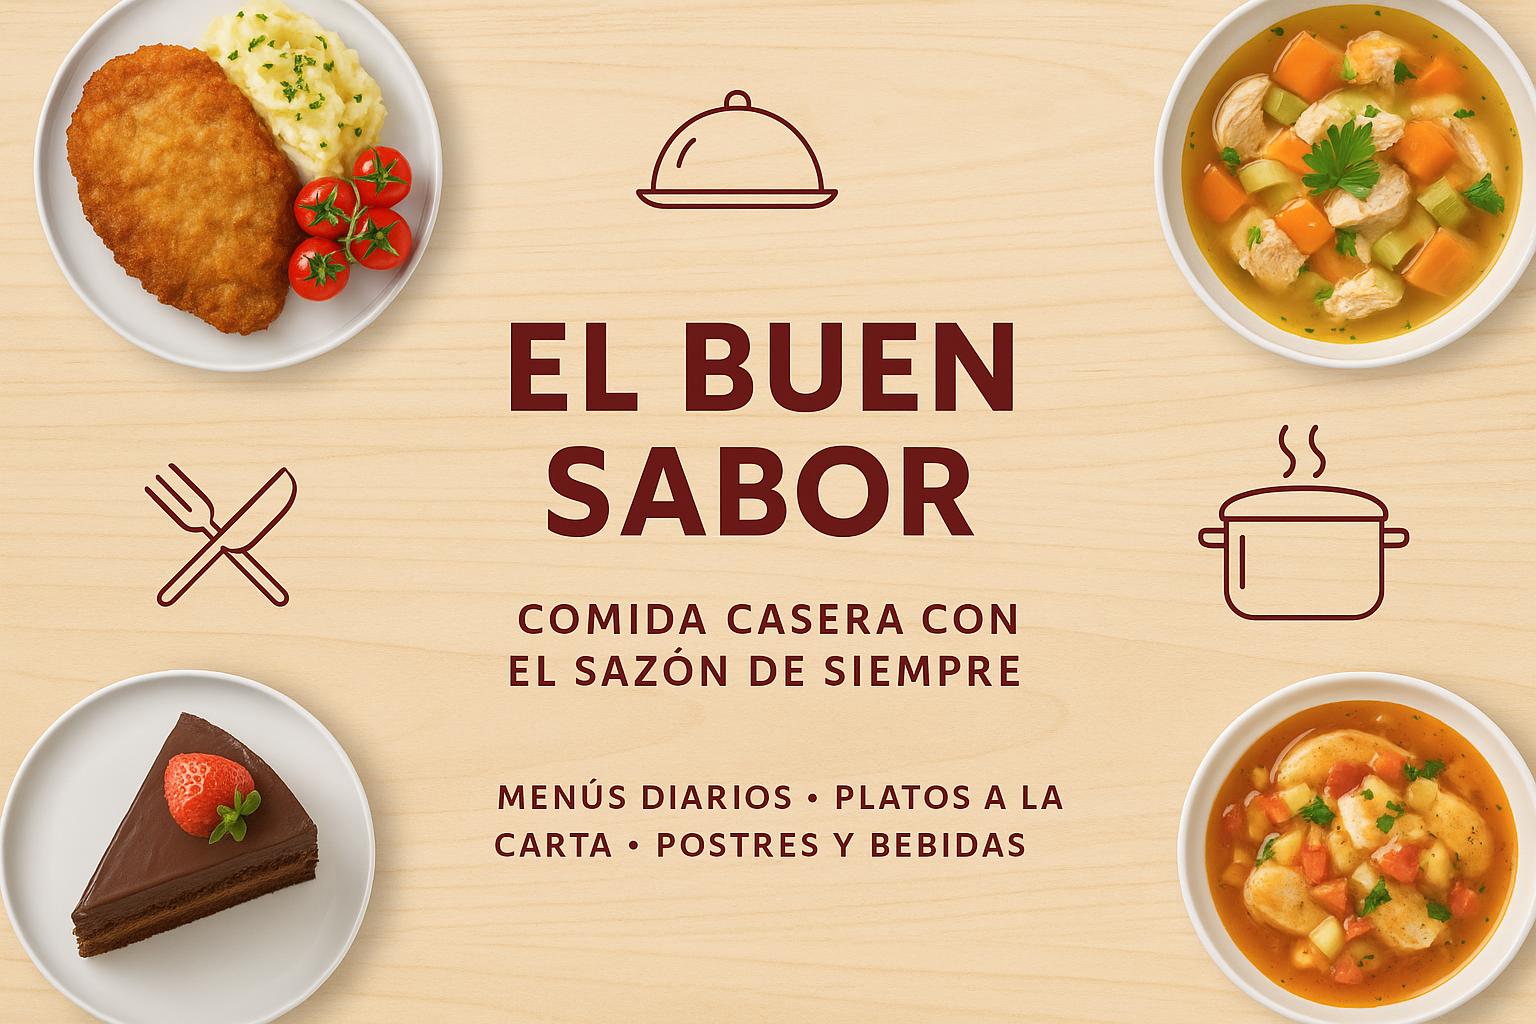 EL BUEN
SABOR
COMIDA CASERA CON
EL SAZÓN DE SIEMPRE
MENÚS DIARIOS • PLATOS A LA
CARTA • POSTRES Y BEBIDAS